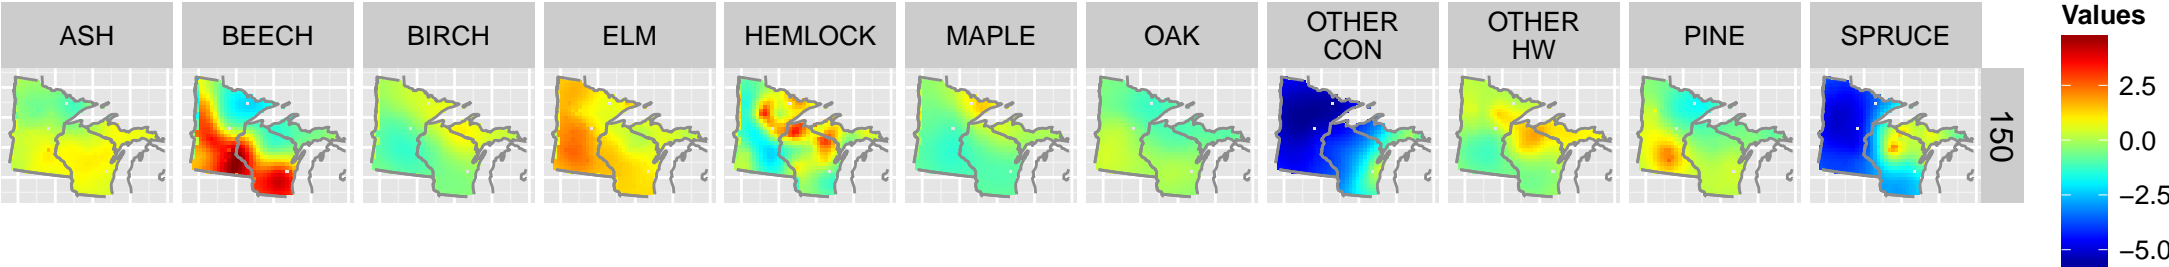 ASH
BEECH
BIRCH
ELM
HEMLOCK
MAPLE
OAK
OTHER
CON
OTHER
HW
PINE
SPRUCE
150
Values
2.5
0.0
−2.5
−5.0